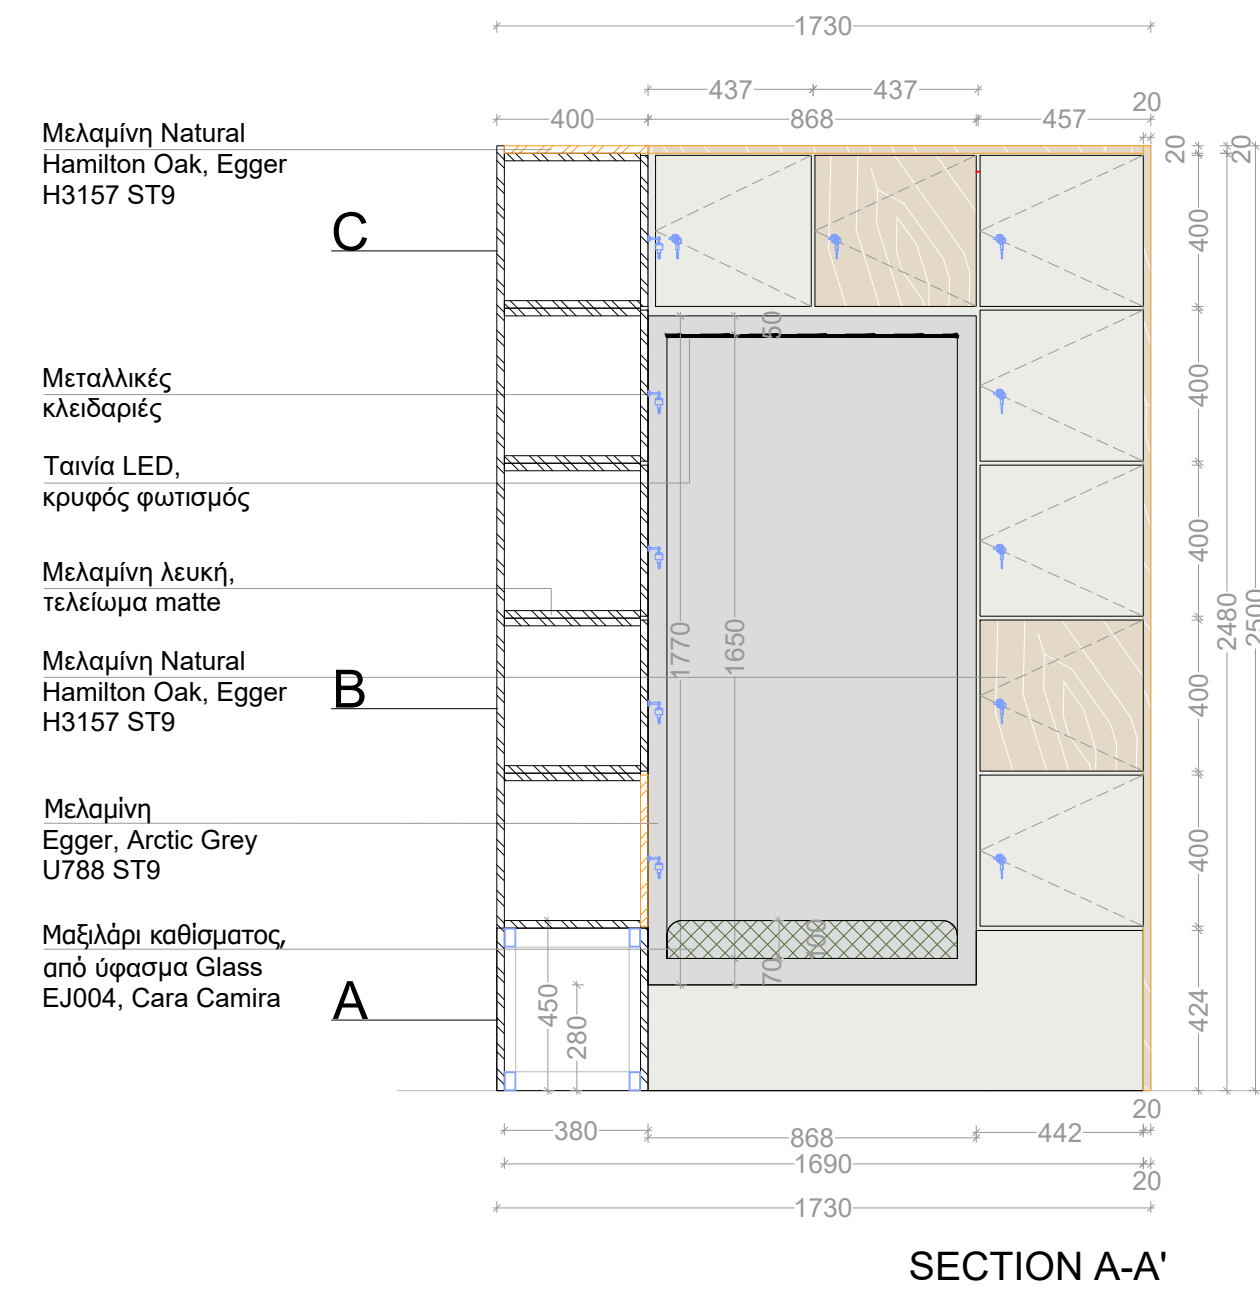 1730
437
437
20
400
868
457
20
20
Μελαμίνη Natural
Hamilton Oak, Egger
H3157 ST9
C
400
50
Μεταλλικές
κλειδαριές
400
Ταινία LED,
κρυφός φωτισμός
400
Μελαμίνη λευκή,
τελείωμα matte
1770
1650
2480
2500
Μελαμίνη Natural
Hamilton Oak, Egger
H3157 ST9
B
400
Μελαμίνη
Egger, Arctic Grey
U788 ST9
400
Μαξιλάρι καθίσματος,
από ύφασμα Glass
EJ004, Cara Camira
100
70
A
450
280
424
20
380
868
442
1690
20
1730
SECTION A-A'